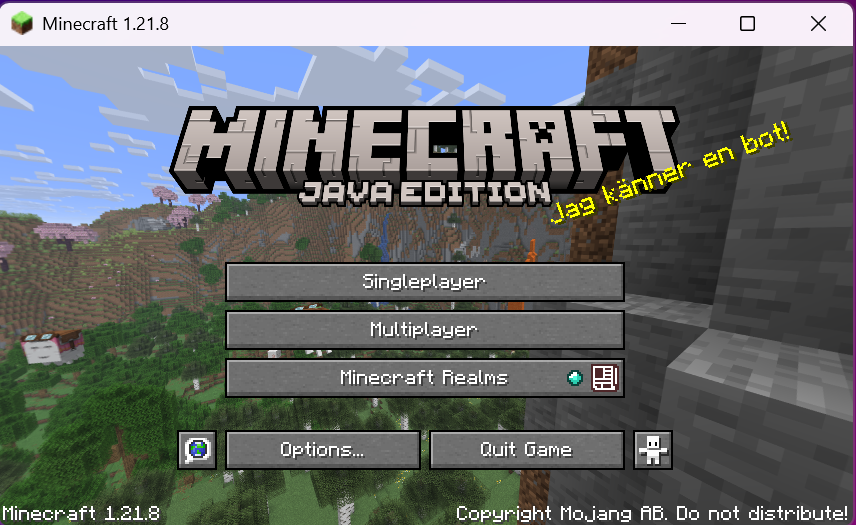 Minecraft 1.21.8
MINECRAFT
JAVA EDITION
Jag känner en bot!
Singleplayer
Multiplayer
Minecraft Realms
Options...
Quit Game
Minecraft 1.21.8
Copyright Mojang AB. Do not distribute!